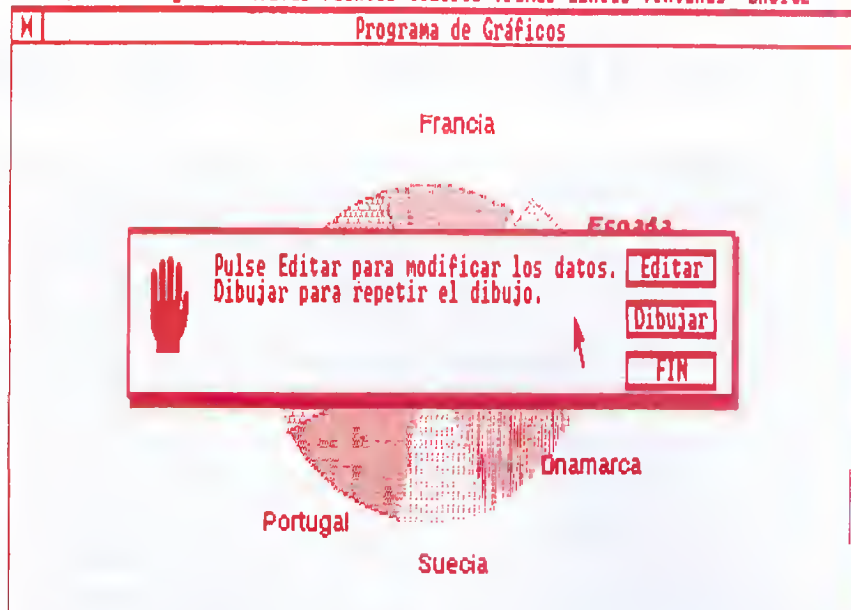 Programa de Gráficos
Francia
España
Pulse Editar para modificar los datos.
Dibujar para repetir el dibujo.
Editar
Dibujar
FIN
Dnamarca
Portugal
Suecia